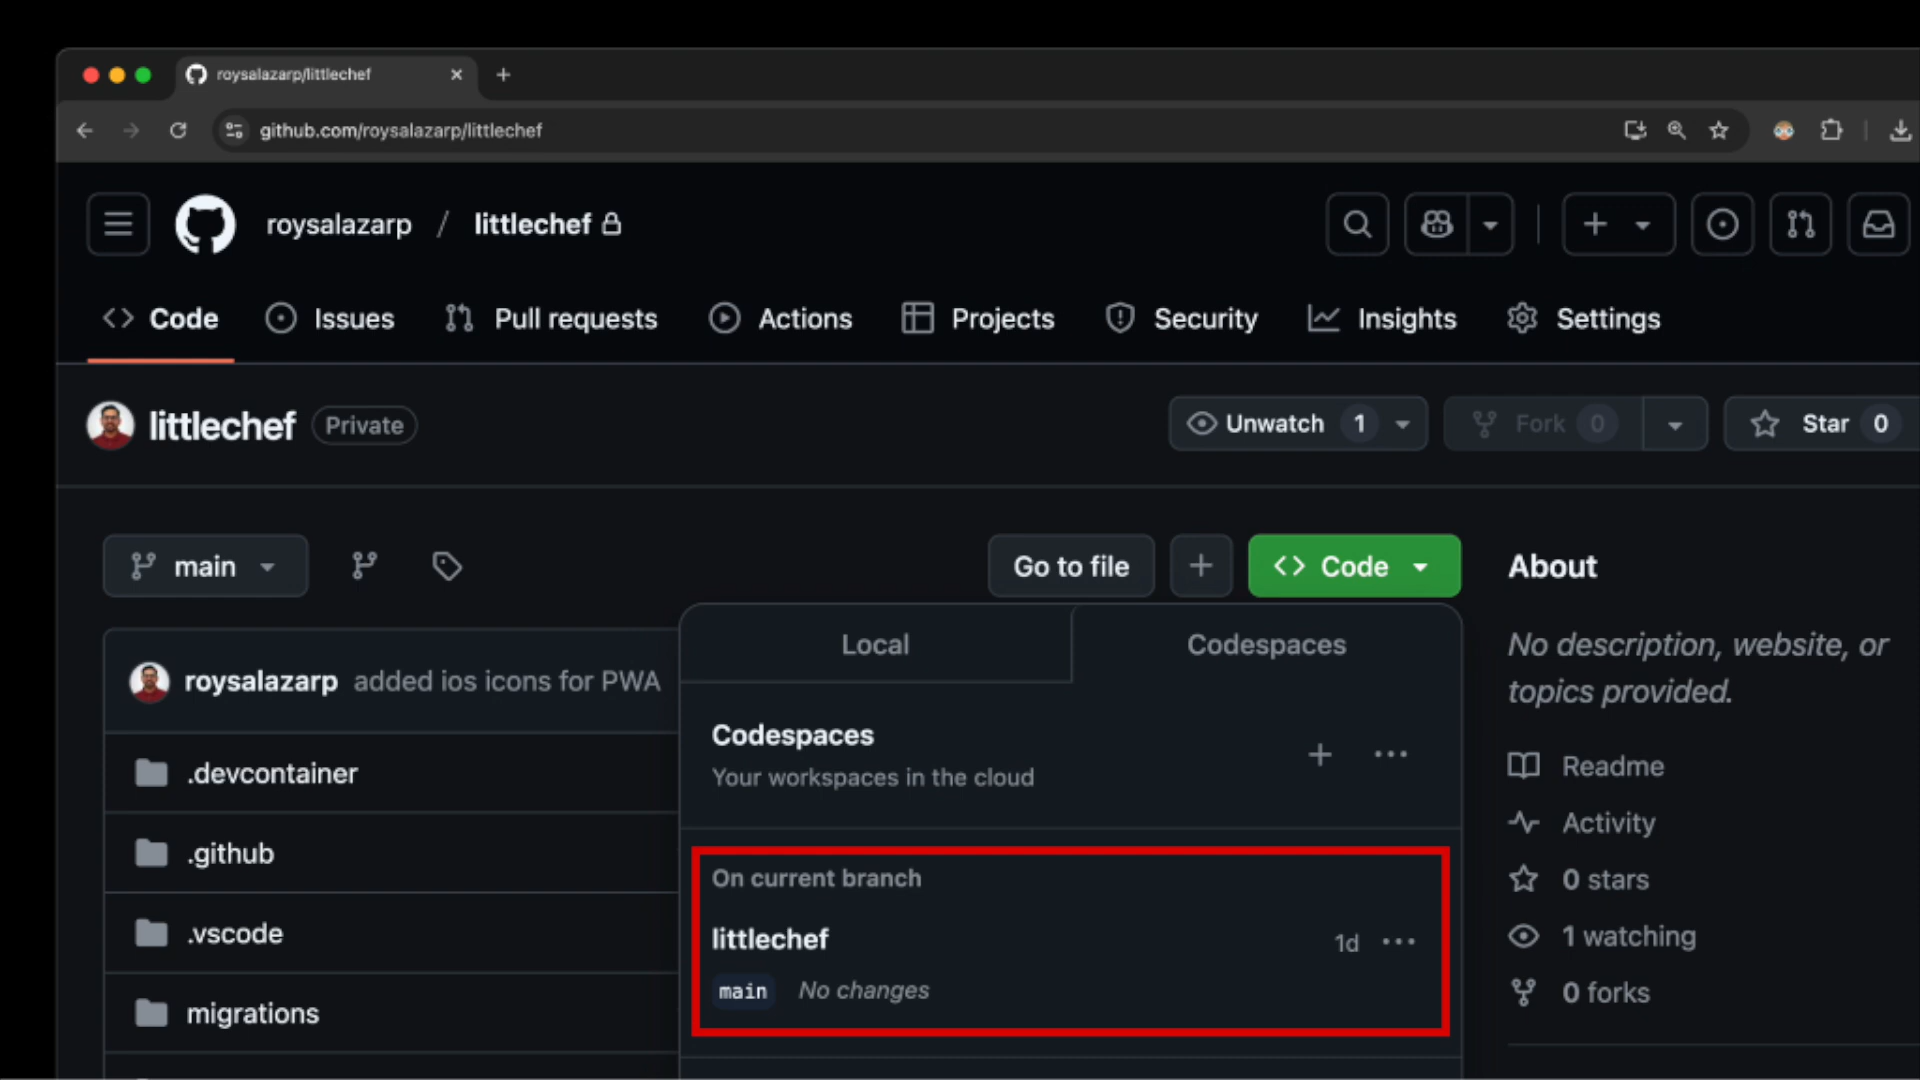 roysalazarp/littlechef
github.com/roysalazarp/littlechef
roysalazarp / littlechef
Code Issues Pull requests Actions Projects Security Insights Settings
littlechef Private Unwatch 1 Fork 0 Star 0
main Go to file Code About
Local Codespaces
No description, website, or
topics provided.
roysalazarp added ios icons for PWA
Codespaces
Your workspaces in the cloud
.devcontainer
Readme
Activity
.github
On current branch
0 stars
.vscode
littlechef 1d
1 watching
main No changes
0 forks
migrations